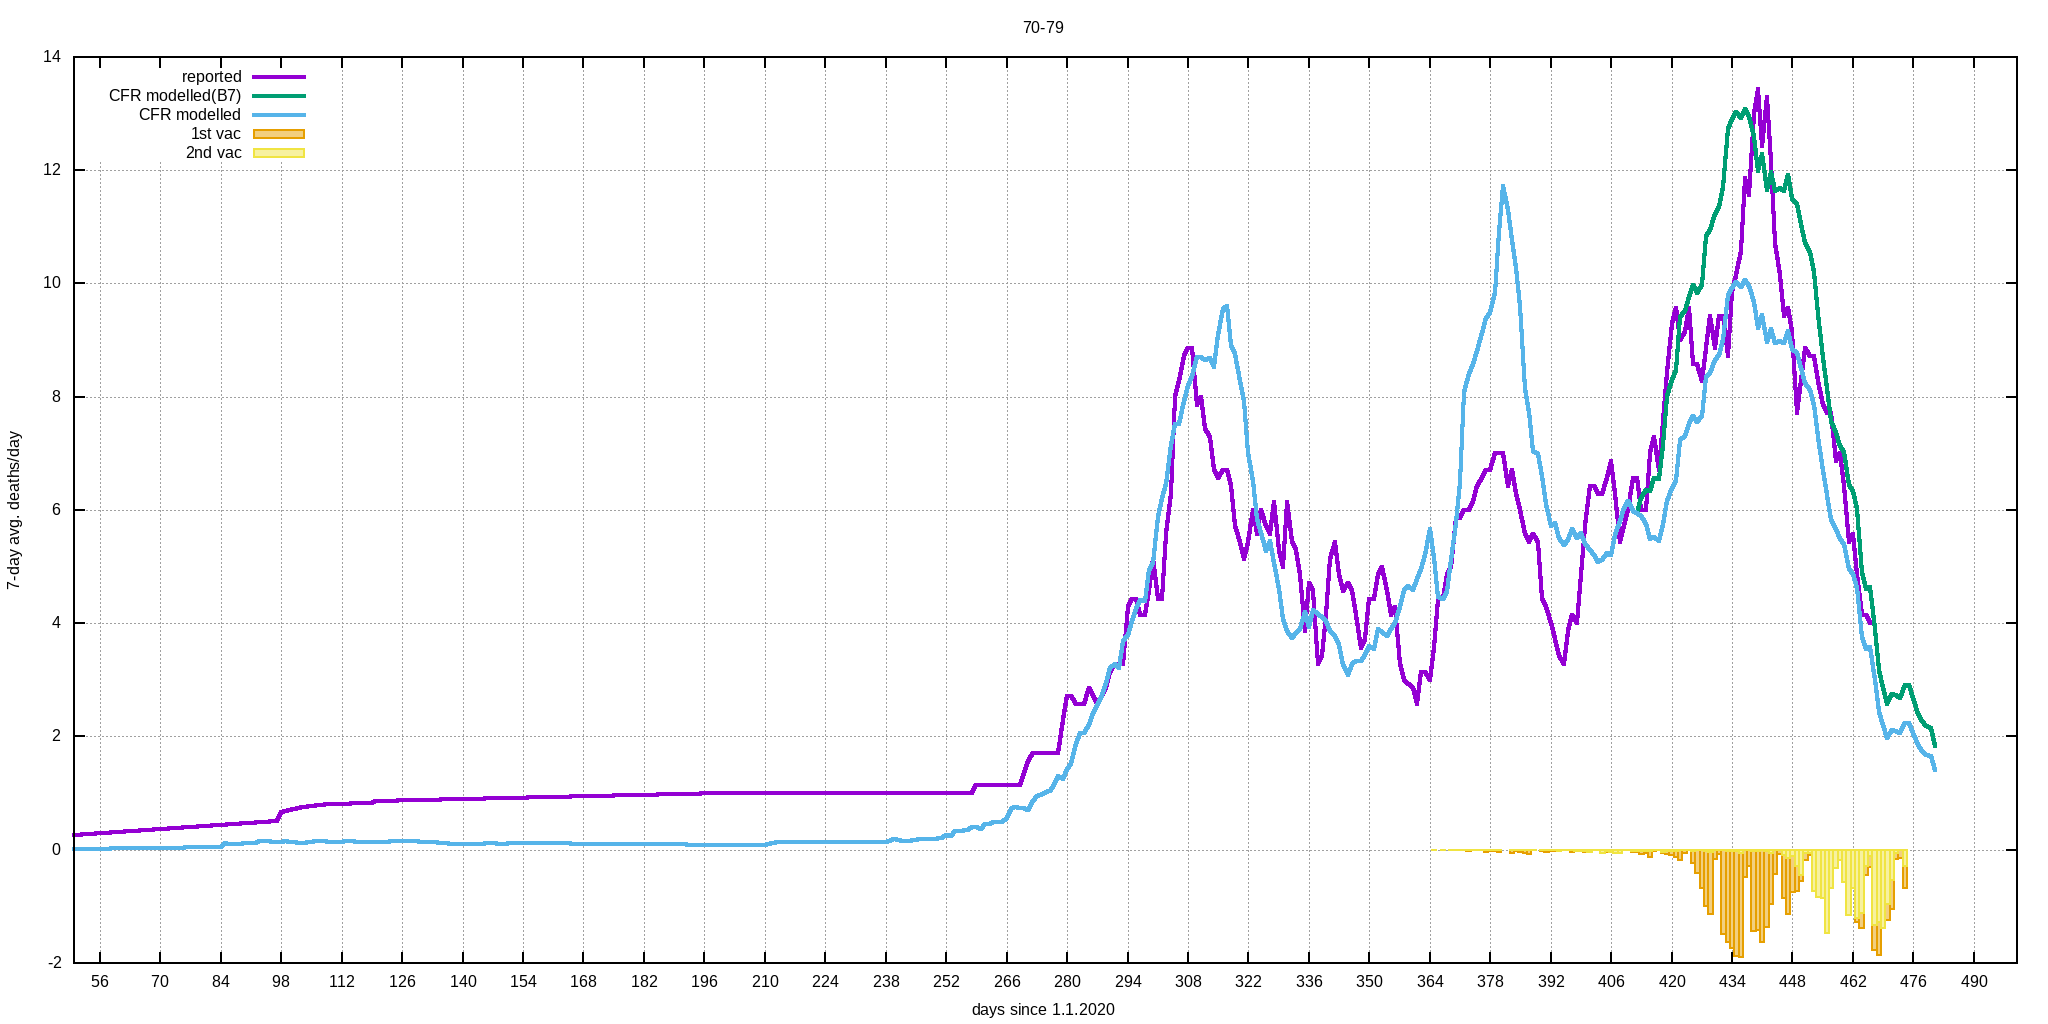 70-79
14
12
10
8
6
4
2
0
-2
reported
CFR modelled(B7)
CFR modelled
1st vac
2nd vac
7-day avg. deaths/day
56 70 84 98 112 126 140 154 168 182 196 210 224 238 252 266 280 294 308 322 336 350 364 378 392 406 420 434 448 462 476 490
days since 1.1.2020